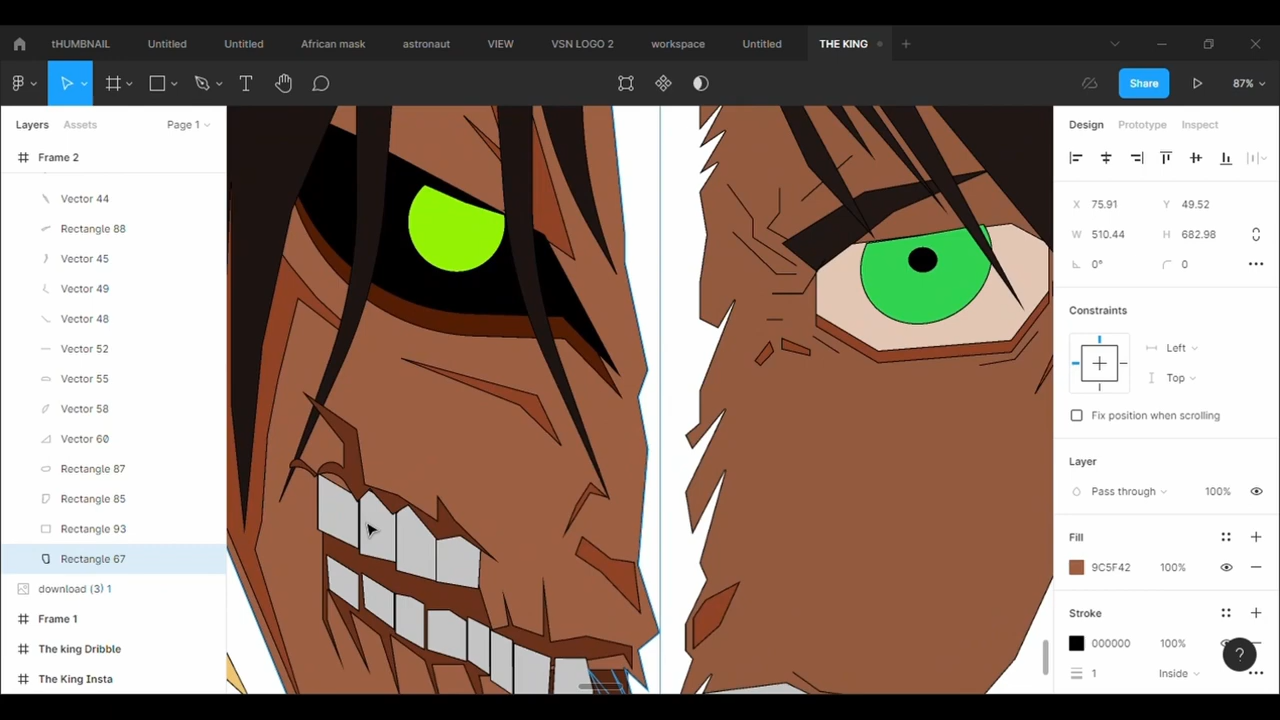 tHUMBNAIL Untitled Untitled African mask astronaut VIEW VSN LOGO 2 workspace Untitled THE KING
T Share 87%
Layers Assets Page 1
Frame 2
Vector 44
Rectangle 88
Vector 45
Vector 49
Vector 48
Vector 52
Vector 55
Vector 58
Vector 60
Rectangle 87
Rectangle 85
Rectangle 93
Rectangle 67
download (3) 1
Frame 1
The king Dribble
The King Insta
Design Prototype Inspect
X 75.91 Y 49.52
W 510.44 H 682.98
0° 0
Constraints
Left
Top
Fix position when scrolling
Layer
Pass through 100%
Fill
9C5F42 100%
Stroke
000000 100%
1 Inside
?